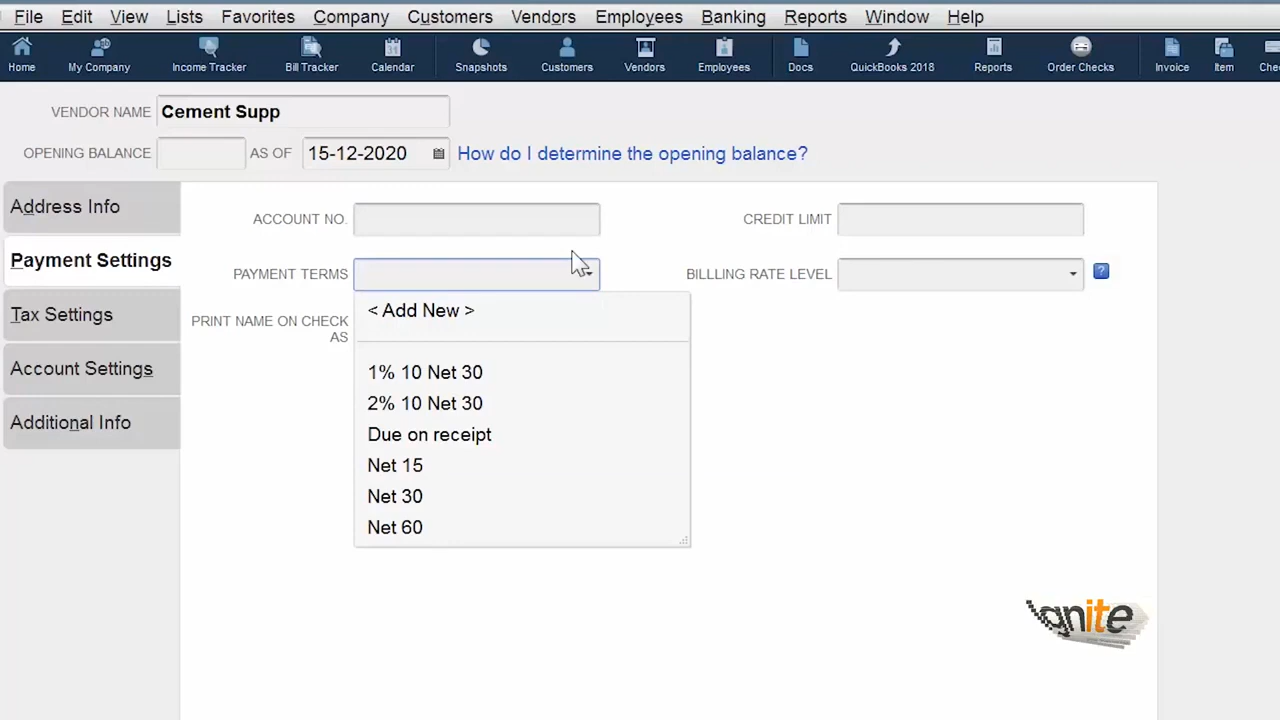 File Edit View Lists Favorites Company Customers Vendors Employees Banking Reports Window Help
Home My Company Income Tracker Bill Tracker Calendar Snapshots Customers Vendors Employees Docs QuickBooks 2018 Reports Order Checks Invoice Item
VENDOR NAME Cement Supp
OPENING BALANCE AS OF 15-12-2020 How do I determine the opening balance?
Address Info
ACCOUNT NO. CREDIT LIMIT
Payment Settings
PAYMENT TERMS BILLLING RATE LEVEL ?
Tax Settings
PRINT NAME ON CHECK
AS
< Add New >
Account Settings
1% 10 Net 30
2% 10 Net 30
Additional Info
Due on receipt
Net 15
Net 30
Net 60
ignite